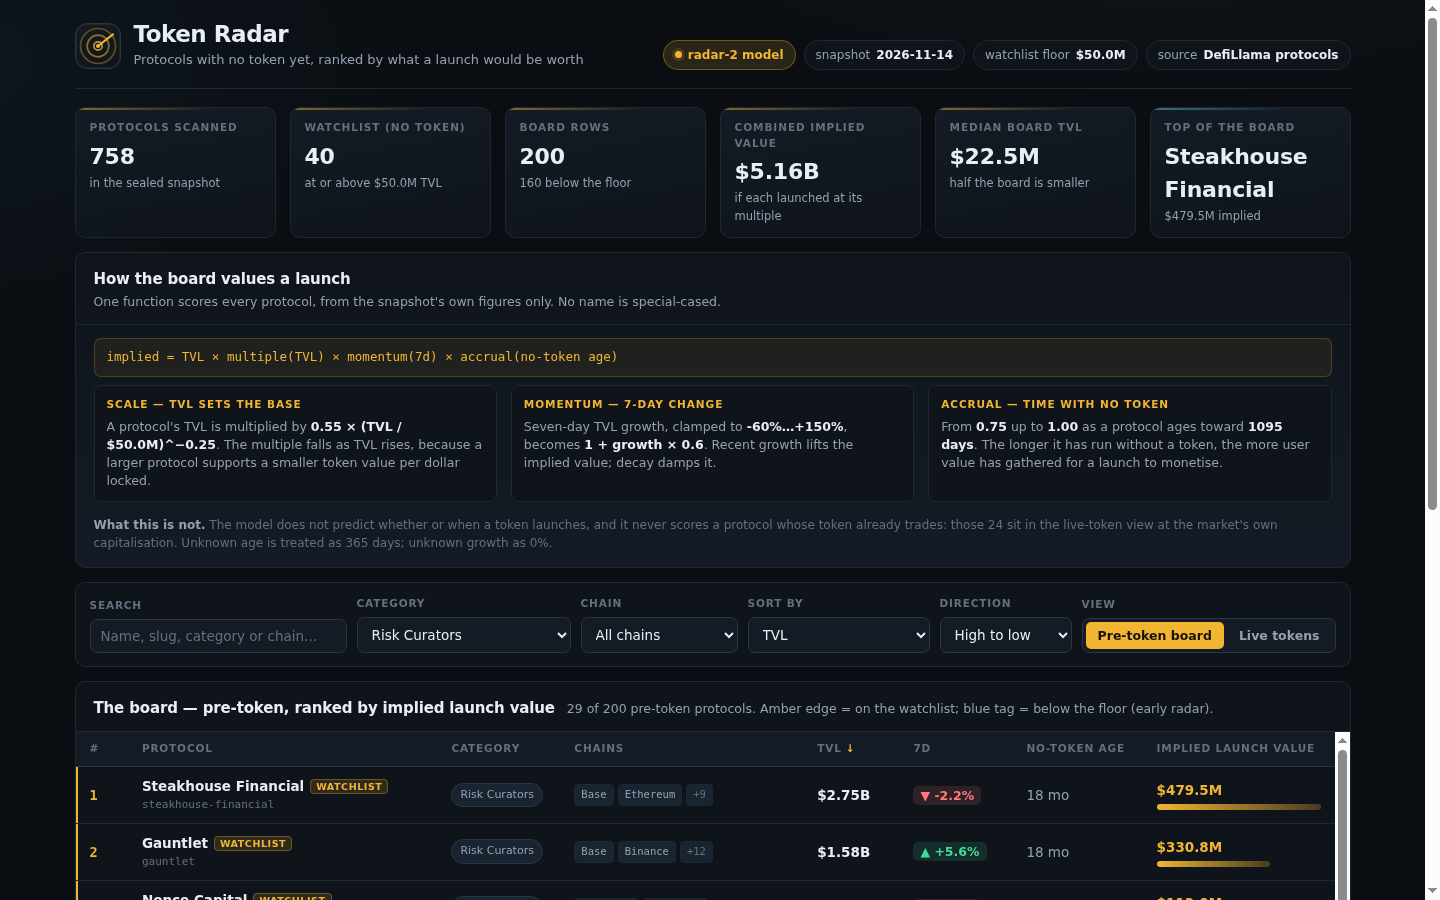 Token Radar
Protocols with no token yet, ranked by what a launch would be worth
radar-2 model
snapshot 2026-11-14
watchlist floor $50.0M
source DefiLlama protocols
PROTOCOLS SCANNED
758
in the sealed snapshot
WATCHLIST (NO TOKEN)
40
at or above $50.0M TVL
BOARD ROWS
200
160 below the floor
COMBINED IMPLIED
VALUE
$5.16B
if each launched at its
multiple
MEDIAN BOARD TVL
$22.5M
half the board is smaller
TOP OF THE BOARD
Steakhouse
Financial
$479.5M implied
How the board values a launch
One function scores every protocol, from the snapshot's own figures only. No name is special-cased.
implied = TVL × multiple(TVL) × momentum(7d) × accrual(no-token age)
SCALE — TVL SETS THE BASE
A protocol's TVL is multiplied by 0.55 × (TVL /
$50.0M)^−0.25. The multiple falls as TVL rises, because a
larger protocol supports a smaller token value per dollar
locked.
MOMENTUM — 7-DAY CHANGE
Seven-day TVL growth, clamped to -60%…+150%,
becomes 1 + growth × 0.6. Recent growth lifts the
implied value; decay damps it.
ACCRUAL — TIME WITH NO TOKEN
From 0.75 up to 1.00 as a protocol ages toward 1095
days. The longer it has run without a token, the more user
value has gathered for a launch to monetise.
What this is not. The model does not predict whether or when a token launches, and it never scores a protocol whose token already trades: those 24 sit in the live-token view at the market's own
capitalisation. Unknown age is treated as 365 days; unknown growth as 0%.
SEARCH
Name, slug, category or chain…
CATEGORY
Risk Curators
CHAIN
All chains
SORT BY
TVL
DIRECTION
High to low
VIEW
Pre-token board
Live tokens
The board — pre-token, ranked by implied launch value
29 of 200 pre-token protocols. Amber edge = on the watchlist; blue tag = below the floor (early radar).
# PROTOCOL CATEGORY CHAINS TVL ↓ 7D NO-TOKEN AGE IMPLIED LAUNCH VALUE
1 Steakhouse Financial WATCHLIST Risk Curators Base Ethereum +9 $2.75B ▼ -2.2% 18 mo $479.5M
steakhouse-financial
2 Gauntlet WATCHLIST Risk Curators Base Binance +12 $1.58B ▲ +5.6% 18 mo $330.8M
gauntlet